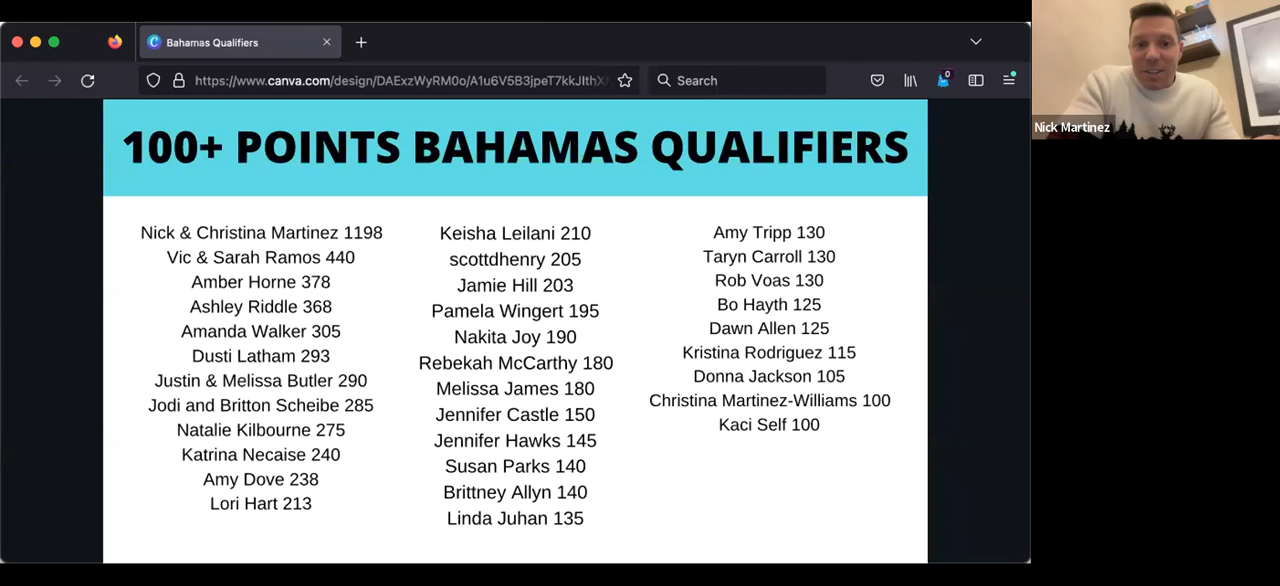 Bahamas Qualifiers
https://www.canva.com/design/DAExzWyRM0o/A1u6V5B3jpeT7kkJIthX
Search
0
Nick Martinez
100+ POINTS BAHAMAS QUALIFIERS
Nick & Christina Martinez 1198
Vic & Sarah Ramos 440
Amber Horne 378
Ashley Riddle 368
Amanda Walker 305
Dusti Latham 293
Justin & Melissa Butler 290
Jodi and Britton Scheibe 285
Natalie Kilbourne 275
Katrina Necaise 240
Amy Dove 238
Lori Hart 213
Keisha Leilani 210
scottdhenry 205
Jamie Hill 203
Pamela Wingert 195
Nakita Joy 190
Rebekah McCarthy 180
Melissa James 180
Jennifer Castle 150
Jennifer Hawks 145
Susan Parks 140
Brittney Allyn 140
Linda Juhan 135
Amy Tripp 130
Taryn Carroll 130
Rob Voas 130
Bo Hayth 125
Dawn Allen 125
Kristina Rodriguez 115
Donna Jackson 105
Christina Martinez-Williams 100
Kaci Self 100